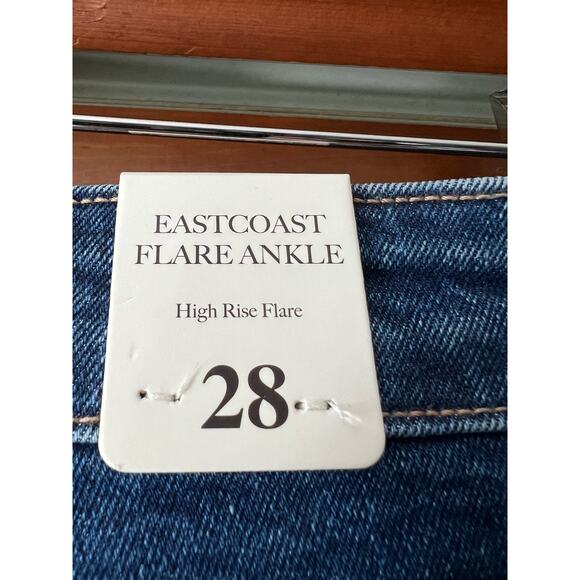 EASTCOAST
FLARE ANKLE
High Rise Flare
28